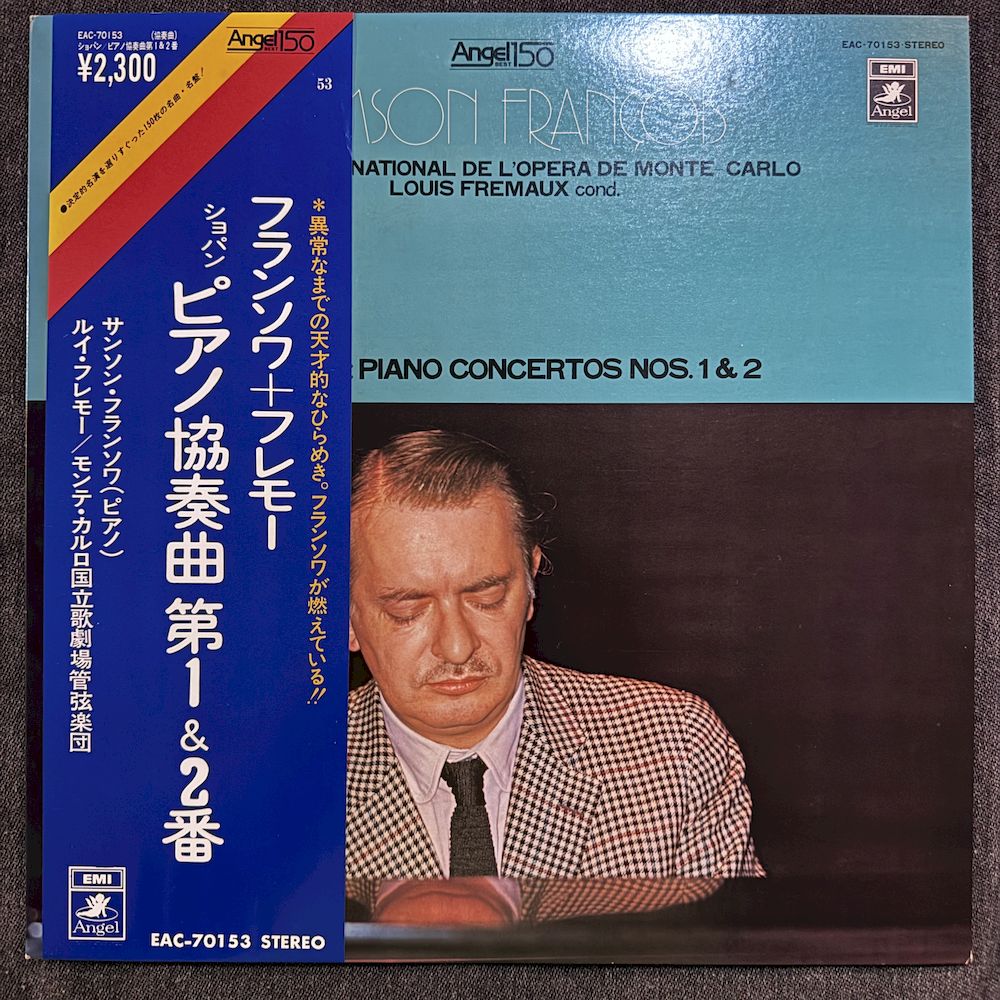 EAC-70153 (協奏曲)
ショパン/ピアノ協奏曲第1&2番
¥2,300
Angel 150
BEST
53
●決定的名演を選りすぐった150枚の名曲・名盤!
*異常なまでの天才的なひらめき。フランソワが燃えている!!
フランソワ+フレモー
ショパン ピアノ協奏曲 第1&2番
サンソン・フランソワ(ピアノ)
ルイ・フレモー/モンテ・カルロ国立歌劇場管弦楽団
EMI
Angel
EAC-70153 STEREO
Angel 150
BEST
EAC-70153·STEREO
EMI
Angel
FRANÇOIS
NATIONAL DE L'OPERA DE MONTE-CARLO
LOUIS FREMAUX cond.
: PIANO CONCERTOS NOS. 1 & 2